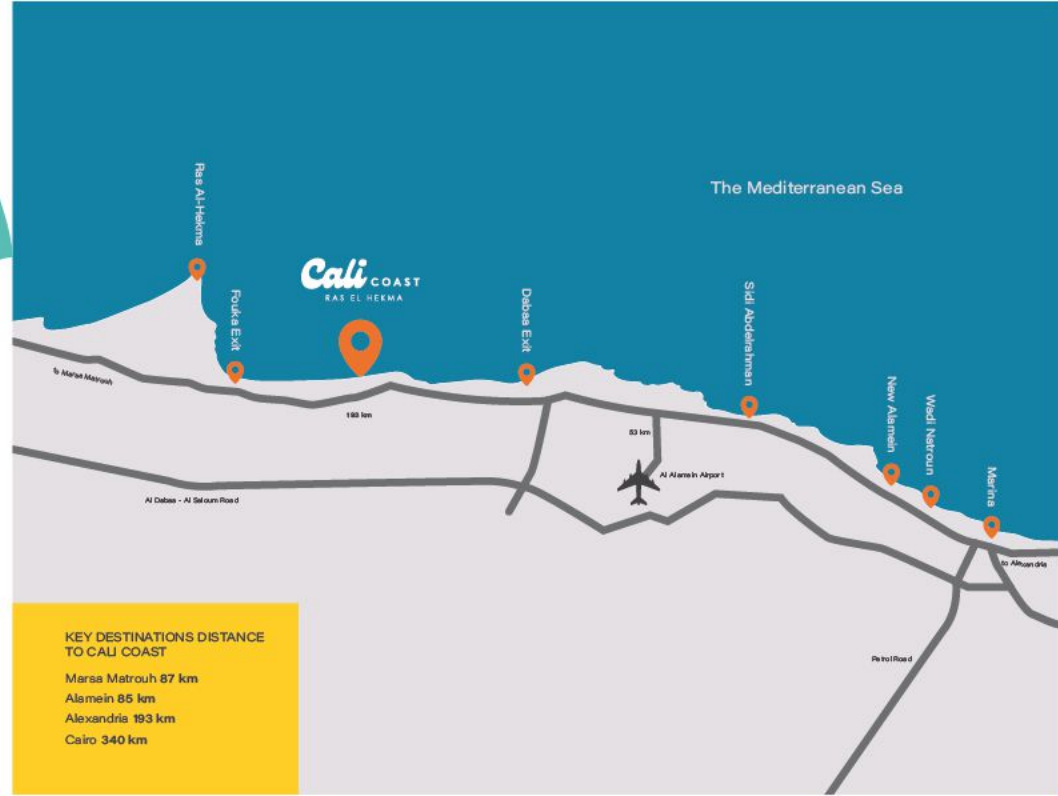 The Mediterranean Sea
Ras Al-Hekma
Cali COAST
RAS EL HEKMA
Fouka Exit
Dabaa Exit
Sidi Abdelrahman
New Alamein
Wadi Natroun
Marina
to Marsa Matrouh
193 km
53 km
Al Alamein Airport
Al Dabaa - Al Saloum Road
to Alexandria
Petrol Road
KEY DESTINATIONS DISTANCE
TO CALI COAST
Marsa Matrouh 87 km
Alamein 85 km
Alexandria 193 km
Cairo 340 km